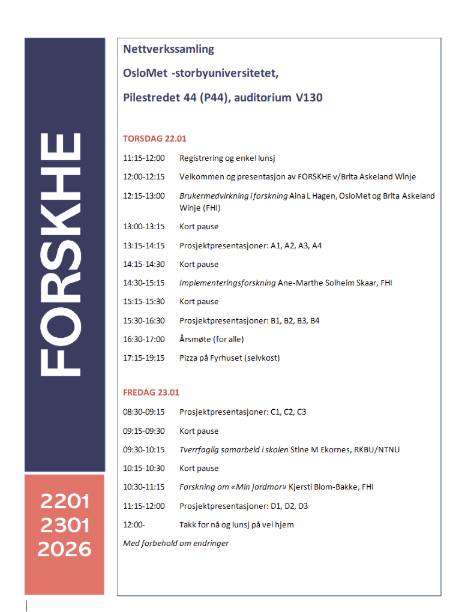 FORSKHE
2201
2301
2026
Nettverkssamling
OsloMet -storbyuniversitetet,
Pilestredet 44 (P44), auditorium V130
TORSDAG 22.01
11:15-12:00 Registrering og enkel lunsj
12:00-12:15 Velkommen og presentasjon av FORSKHE v/Brita Askeland Winje
12:15-13:00 Brukermedvirkning i forskning Aina L Hagen, OsloMet og Brita Askeland
Winje (FHI)
13:00-13:15 Kort pause
13:15-14:15 Prosjektpresentasjoner: A1, A2, A3, A4
14:15-14:30 Kort pause
14:30-15:15 Implementeringsforskning Ane-Marthe Solheim Skaar, FHI
15:15-15:30 Kort pause
15:30-16:30 Prosjektpresentasjoner: B1, B2, B3, B4
16:30-17:00 Årsmøte (for alle)
17:15-19:15 Pizza på Fyrhuset (selvkost)
FREDAG 23.01
08:30-09:15 Prosjektpresentasjoner: C1, C2, C3
09:15-09:30 Kort pause
09:30-10:15 Tverrfaglig samarbeid i skolen Stine M Ekornes, RKBU/NTNU
10:15-10:30 Kort pause
10:30-11:15 Forskning om «Min Jordmor» Kjersti Blom-Bakke, FHI
11:15-12:00 Prosjektpresentasjoner: D1, D2, D3
12:00- Takk for nå og lunsj på vei hjem
Med forbehold om endringer